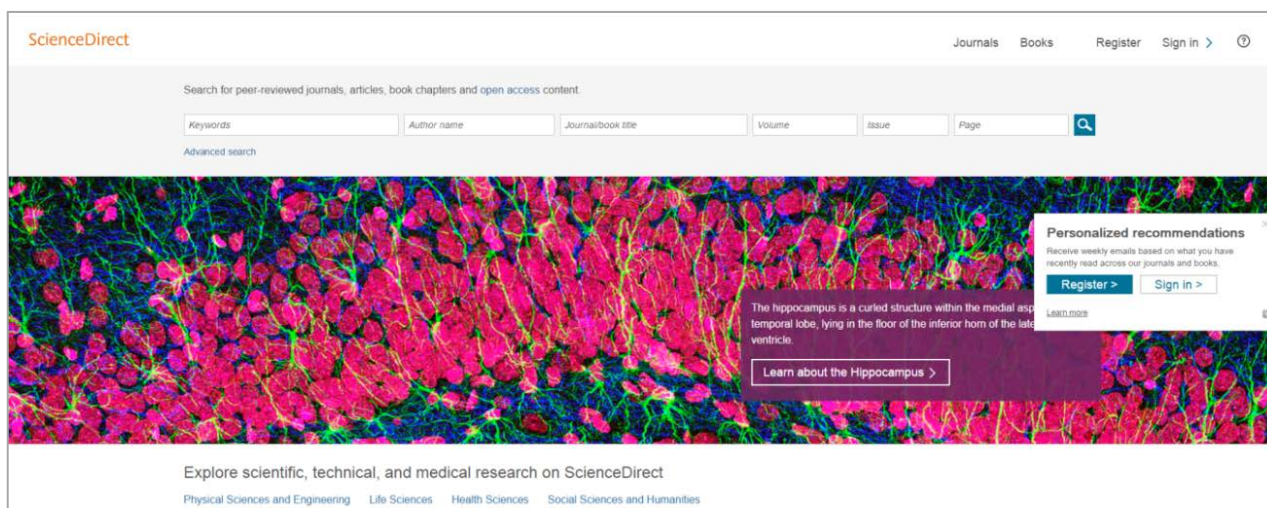 ScienceDirect
Journals Books Register Sign in >
Search for peer-reviewed journals, articles, book chapters and open access content.
Keywords Author name Journal/book title Volume Issue Page
Advanced search
Personalized recommendations
Receive weekly emails based on what you have
recently read across our journals and books.
Register > Sign in >
Learn more
The hippocampus is a curled structure within the medial
temporal lobe, lying in the floor of the inferior horn of the
ventricle.
Learn about the Hippocampus >
Explore scientific, technical, and medical research on ScienceDirect
Physical Sciences and Engineering Life Sciences Health Sciences Social Sciences and Humanities